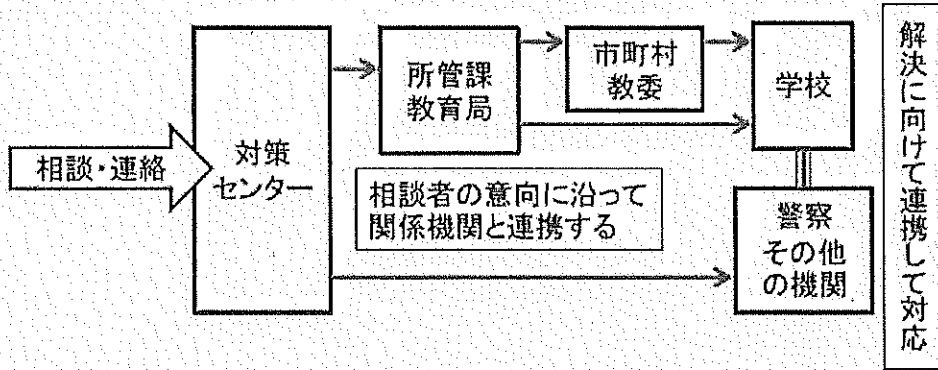 相談・連絡
対策
センター
所管課
教育局
市町村
教委
学校
相談者の意向に沿って
関係機関と連携する
警察
その他
の機関
解決に向けて連携して対応